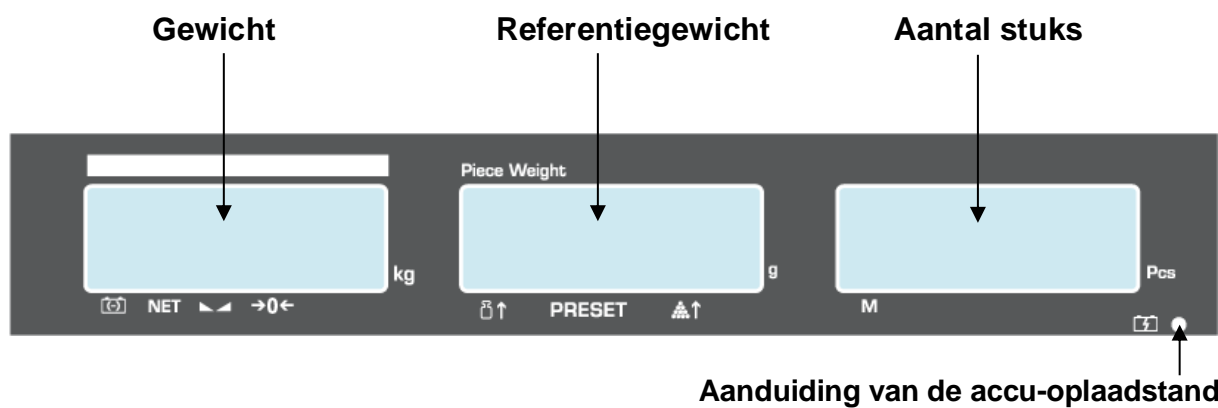 Gewicht Referentiegewicht Aantal stuks
Piece Weight
kg g Pcs
NET →0← PRESET M
Aanduiding van de accu-oplaadstand